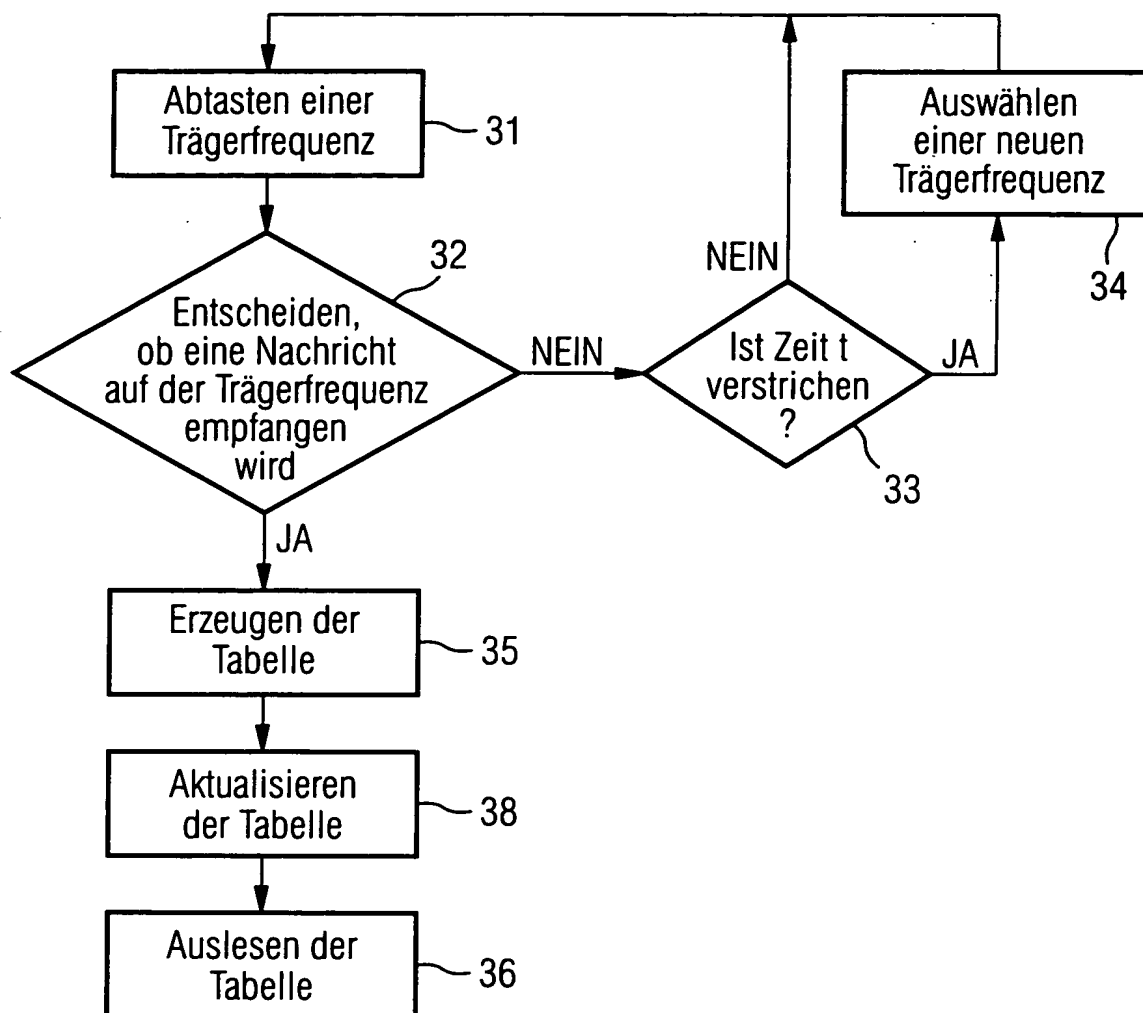 Abtasten einer
Trägerfrequenz
31
Auswählen
einer neuen
Trägerfrequenz
34
32
Entscheiden,
ob eine Nachricht
auf der Trägerfrequenz
empfangen
wird
NEIN
NEIN
Ist Zeit t
verstrichen
?
JA
33
JA
Erzeugen der
Tabelle
35
Aktualisieren
der Tabelle
38
Auslesen der
Tabelle
36